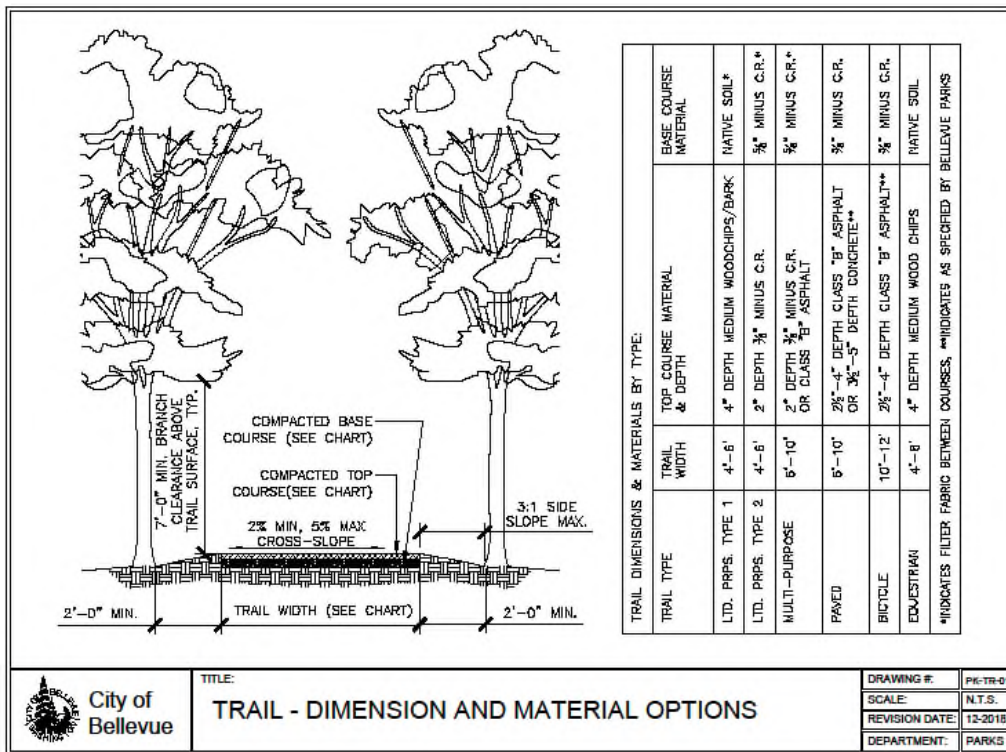 7'-0" MIN. BRANCH
CLEARANCE ABOVE
TRAIL SURFACE, TYP.
COMPACTED BASE
COURSE (SEE CHART)
COMPACTED TOP
COURSE(SEE CHART)
2% MIN, 5% MAX
CROSS-SLOPE
3:1 SIDE
SLOPE MAX.
2'-0" MIN.
TRAIL WIDTH (SEE CHART)
2'-0" MIN.
TRAIL DIMENSIONS & MATERIALS BY TYPE:
TRAIL TYPE
TRAIL
WIDTH
TOP COURSE MATERIAL
& DEPTH
BASE COURSE
MATERIAL
LTD. PRPS. TYPE 1
4'-6'
4" DEPTH MEDIUM WOODCHIPS/BARK
NATIVE SOIL*
LTD. PRPS. TYPE 2
4'-6'
2" DEPTH ⅜" MINUS C.R.
⅝" MINUS C.R.*
MULTI-PURPOSE
6'-10'
2" DEPTH ⅜" MINUS C.R.
OR CLASS "B" ASPHALT
⅝" MINUS C.R.*
PAVED
6'-10'
2½"-4" DEPTH CLASS "B" ASPHALT
OR 3½"-5" DEPTH CONCRETE**
MINUS C.R.
BICYCLE
10'-12'
2½"-4" DEPTH CLASS "B" ASPHALT**
MINUS C.R.
EQUESTRIAN
4'-8'
4" DEPTH MEDIUM WOOD CHIPS
NATIVE SOIL
*INDICATES FILTER FABRIC BETWEEN COURSES, **INDICATES AS SPECIFIED BY BELLEVUE PARKS
City of
Bellevue
TITLE:
TRAIL - DIMENSION AND MATERIAL OPTIONS
DRAWING #:
PK-TR-0
SCALE:
N.T.S.
REVISION DATE:
12-2018
DEPARTMENT:
PARKS